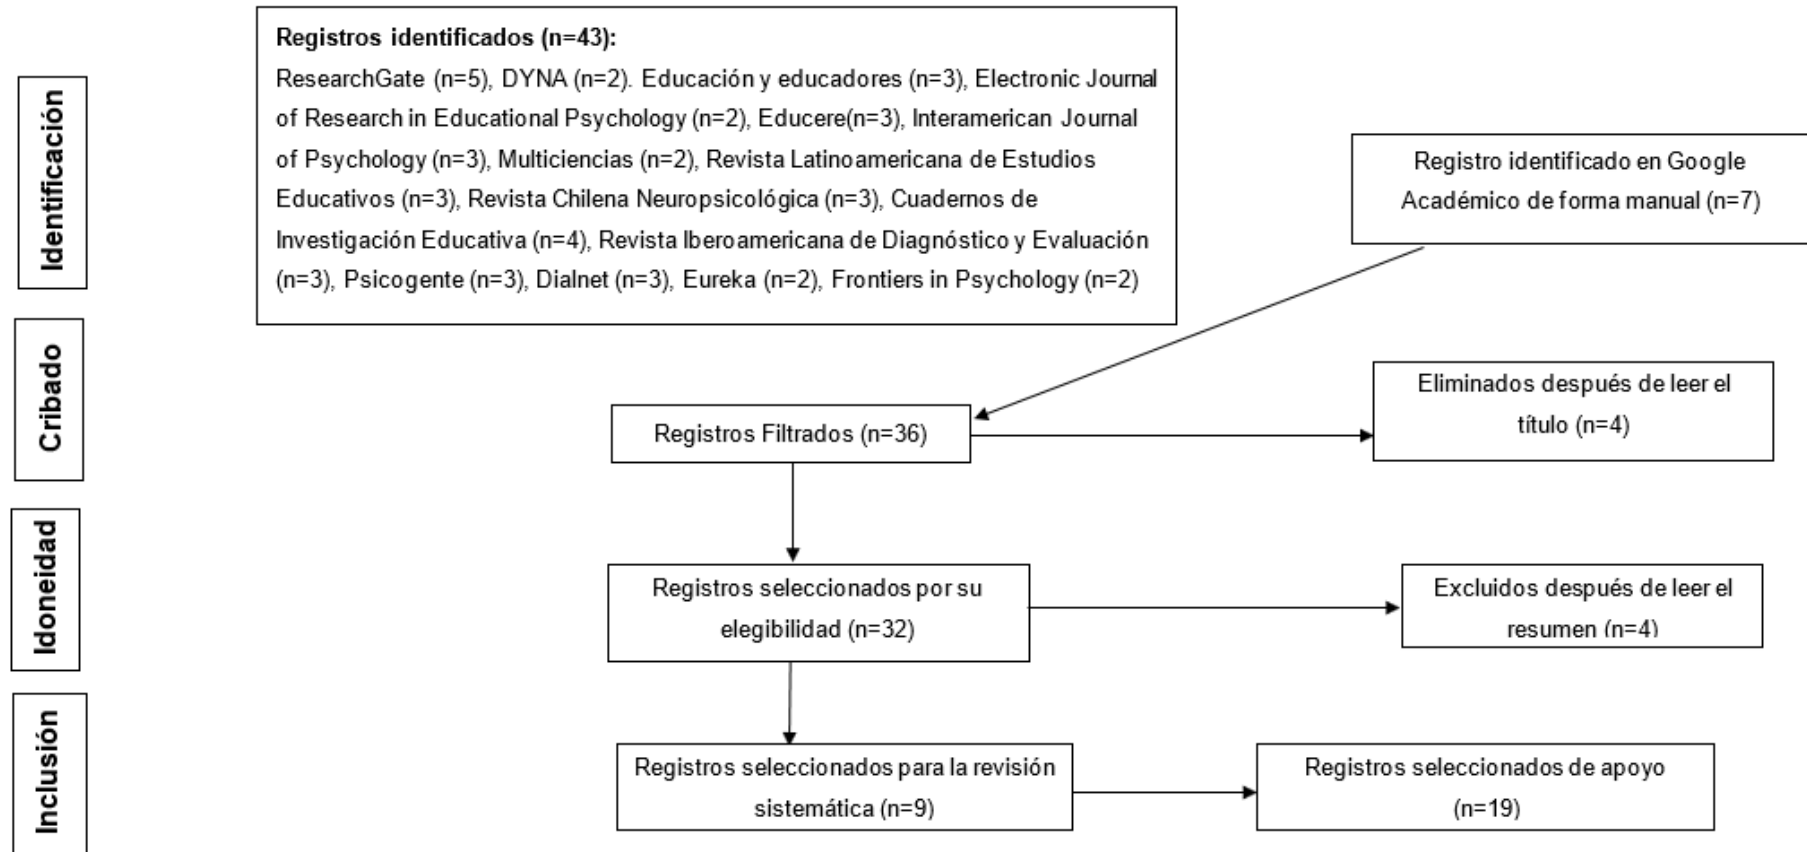 Identificación
Registros identificados (n=43):
ResearchGate (n=5), DYNA (n=2). Educación y educadores (n=3), Electronic Journal
of Research in Educational Psychology (n=2), Educere(n=3), Interamerican Journal
of Psychology (n=3), Multiciencias (n=2), Revista Latinoamericana de Estudios
Educativos (n=3), Revista Chilena Neuropsicológica (n=3), Cuadernos de
Investigación Educativa (n=4), Revista Iberoamericana de Diagnóstico y Evaluación
(n=3), Psicogente (n=3), Dialnet (n=3), Eureka (n=2), Frontiers in Psychology (n=2)
Registro identificado en Google
Académico de forma manual (n=7)
Cribado
Registros Filtrados (n=36)
Eliminados después de leer el
título (n=4)
Idoneidad
Registros seleccionados por su
elegibilidad (n=32)
Excluidos después de leer el
resumen (n=4)
Inclusión
Registros seleccionados para la revisión
sistemática (n=9)
Registros seleccionados de apoyo
(n=19)